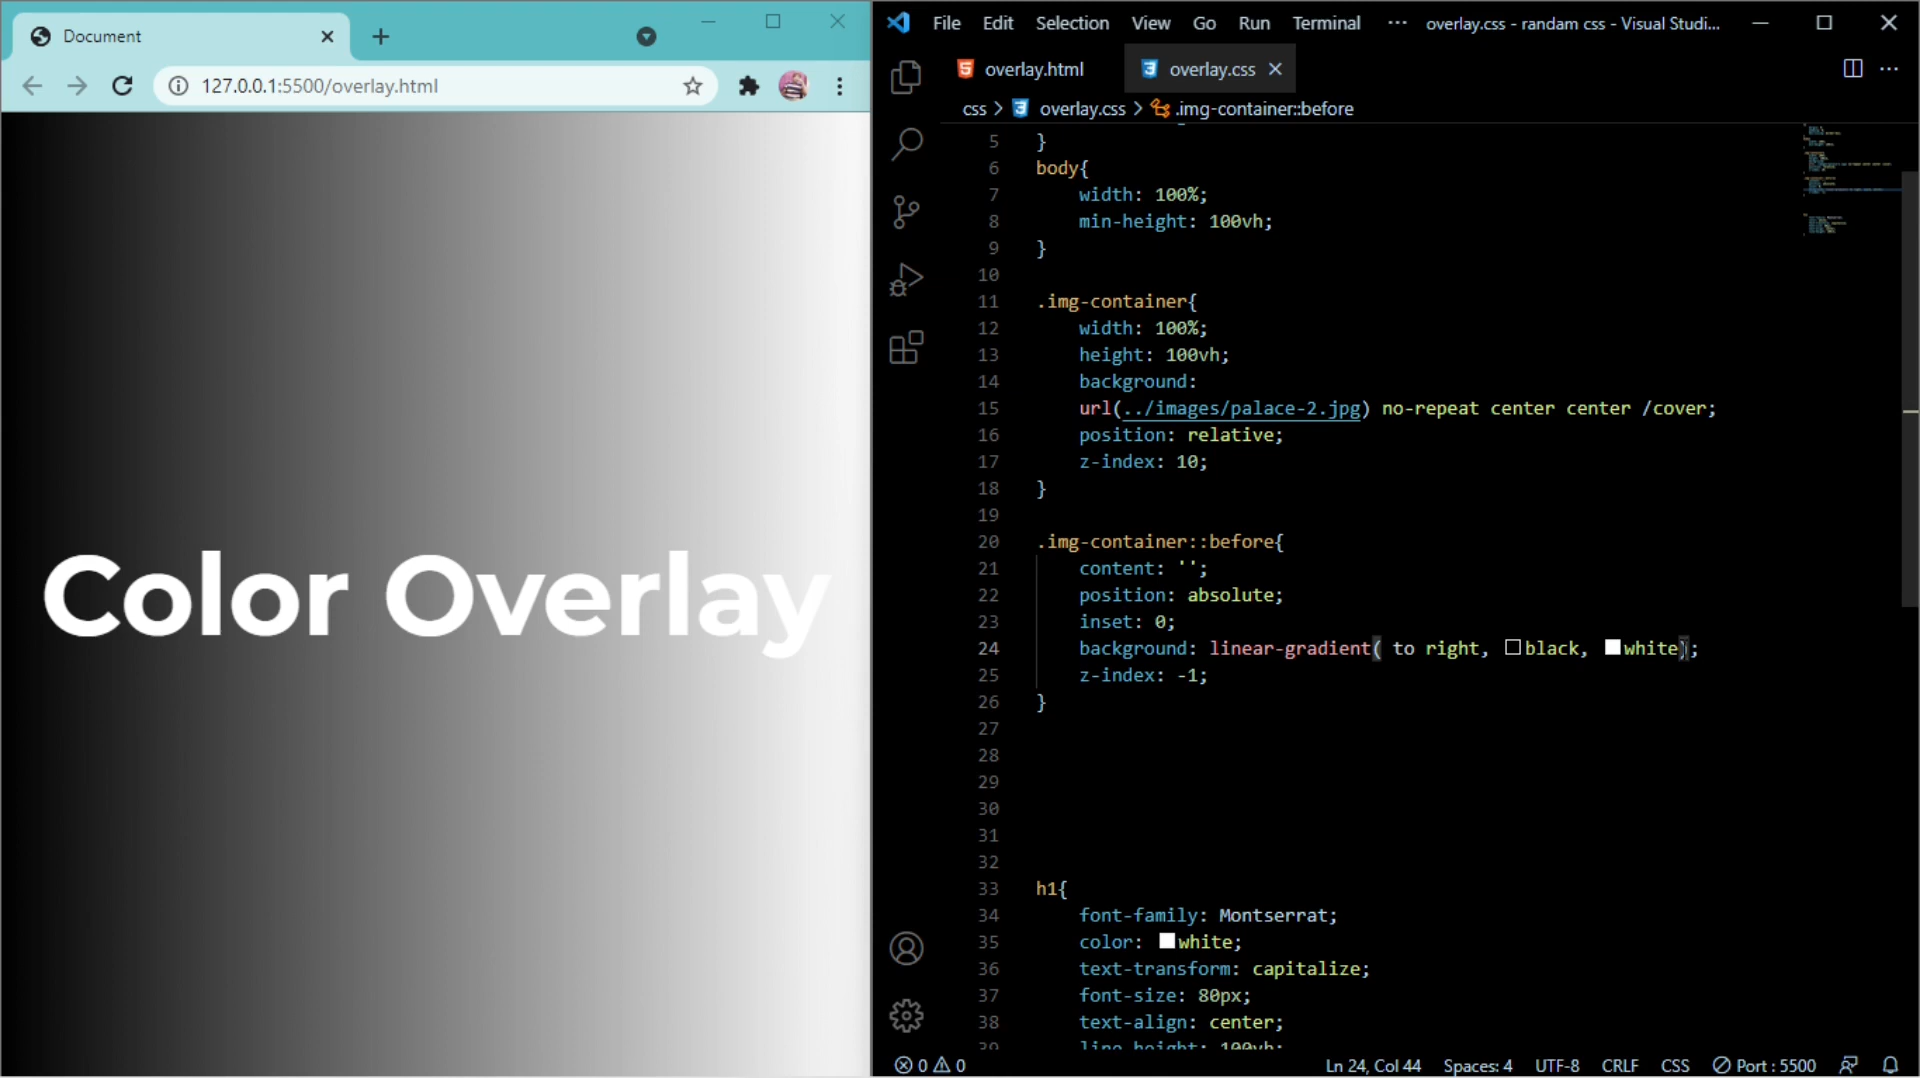 Document
127.0.0.1:5500/overlay.html
Color Overlay
File Edit Selection View Go Run Terminal ··· overlay.css - randam css - Visual Studi...
overlay.html overlay.css
css > overlay.css > .img-container::before
5 }
6 body{
7 width: 100%;
8 min-height: 100vh;
9 }
10
11 .img-container{
12 width: 100%;
13 height: 100vh;
14 background:
15 url(../images/palace-2.jpg) no-repeat center center /cover;
16 position: relative;
17 z-index: 10;
18 }
19
20 .img-container::before{
21 content: '';
22 position: absolute;
23 inset: 0;
24 background: linear-gradient( to right, black, white);
25 z-index: -1;
26 }
27
28
29
30
31
32
33 h1{
34 font-family: Montserrat;
35 color: white;
36 text-transform: capitalize;
37 font-size: 80px;
38 text-align: center;
39 line-height: 100vh;
0 0 Ln 24, Col 44 Spaces: 4 UTF-8 CRLF CSS Port : 5500